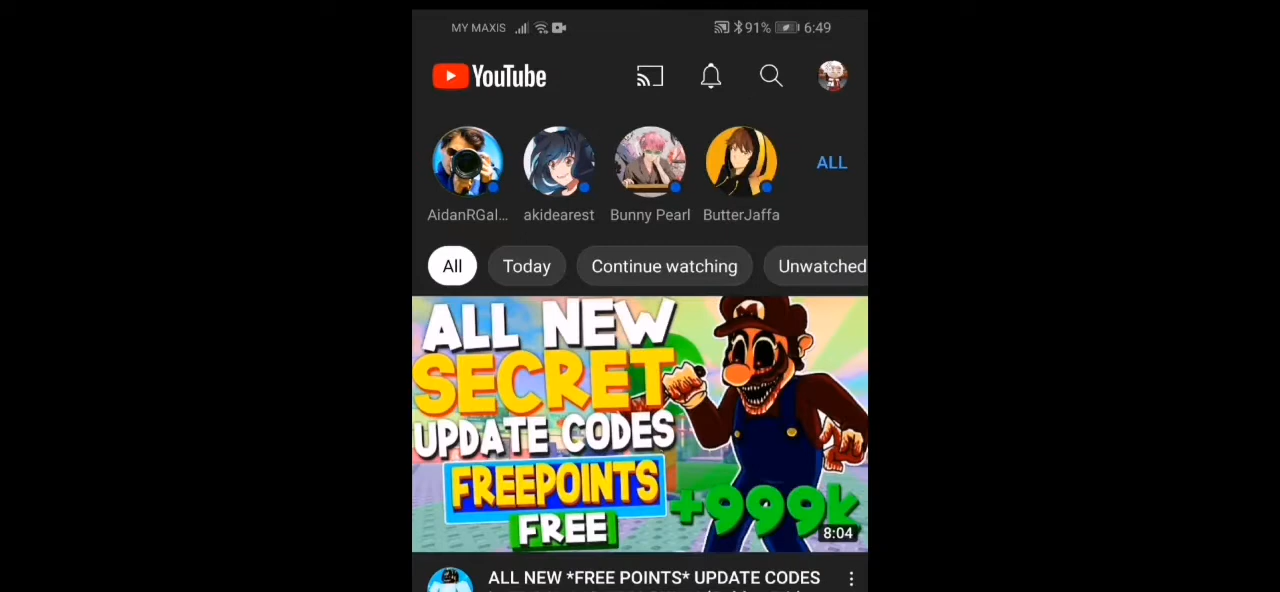 MY MAXIS 91% 6:49
YouTube
ALL
AidanRGal... akidearest Bunny Pearl ButterJaffa
All Today Continue watching Unwatched
ALL NEW
SECRET
UPDATE CODES
FREEPOINTS
FREE
+999k
8:04
ALL NEW *FREE POINTS* UPDATE CODES